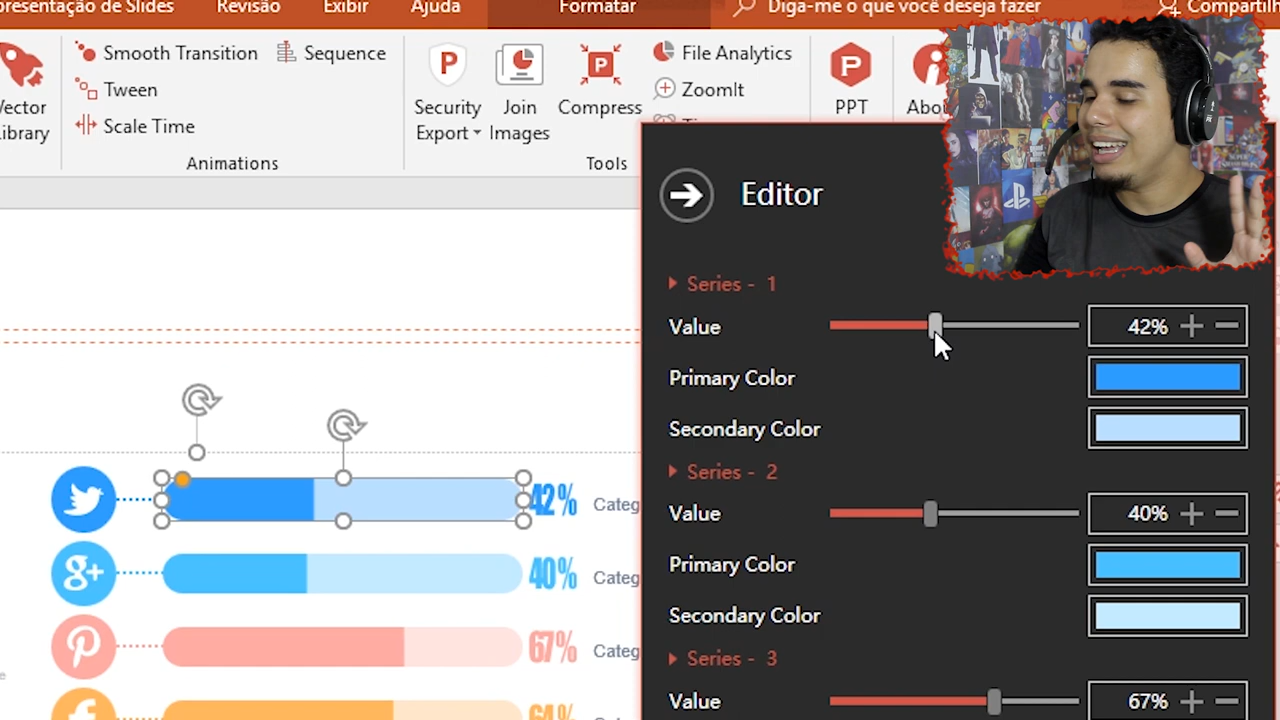 presentação de Slides
Revisão
Exibir
Ajuda
Formatar
Diga-me o que você deseja fazer
Compartilh
Vector
Library
Smooth Transition
Sequence
Tween
Scale Time
Animations
Security
Export
Join
Images
Compress
File Analytics
ZoomIt
Tools
PPT
Abou
Editor
Series - 1
Value
42%
Primary Color
Secondary Color
Series - 2
Value
40%
Primary Color
Secondary Color
Series - 3
Value
67%
42%
Categ
g+
40%
Categ
67%
Categ
64%